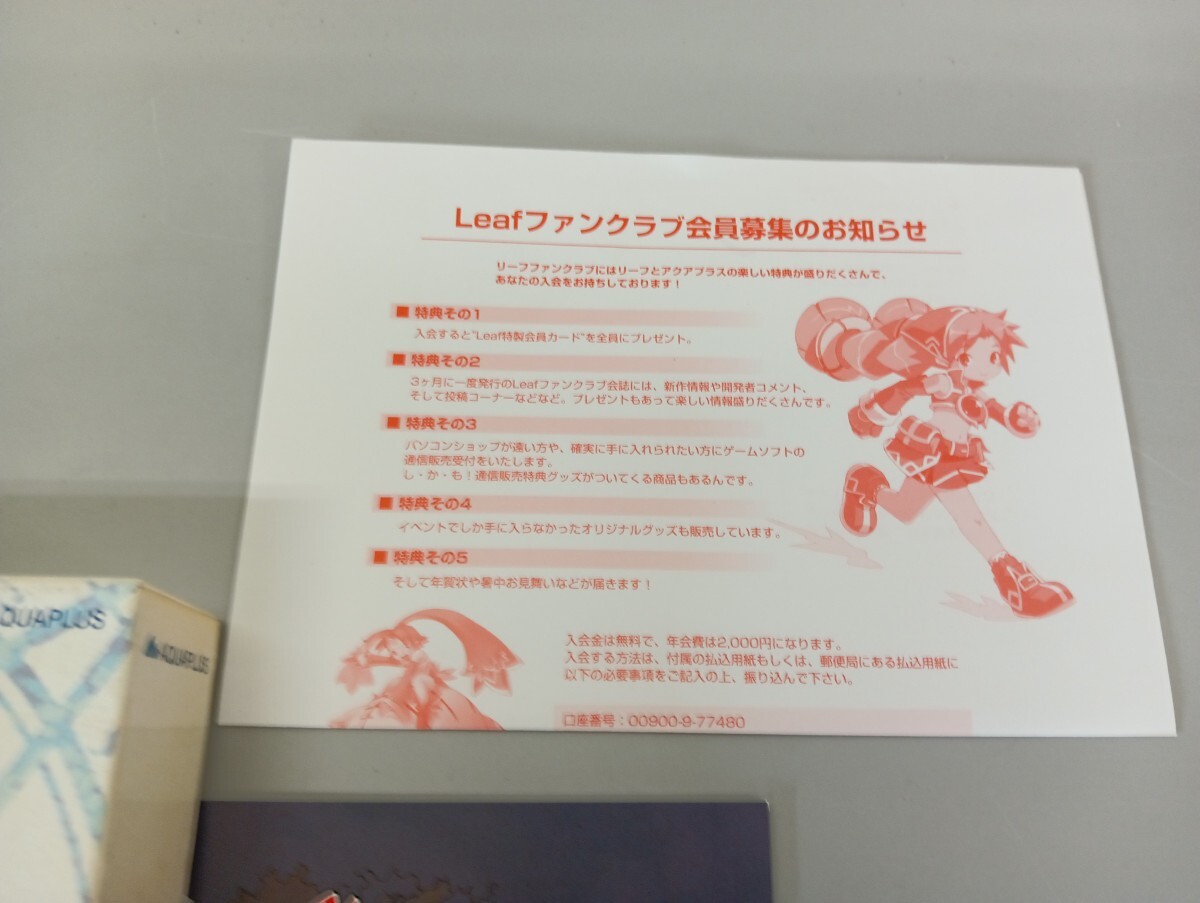 Leafファンクラブ会員募集のお知らせ
リーフファンクラブにはリーフとアクアプラスの楽しい特典が盛りだくさんで、
あなたの入会をお持ちしております！
■ 特典その1
入会すると"Leaf特製会員カード"を全員にプレゼント。
■ 特典その2
3ヶ月に一度発行のLeafファンクラブ会誌には、新作情報や開発者コメント、
そして投稿コーナーなどなど。プレゼントもあって楽しい情報盛りだくさんです。
■ 特典その3
パソコンショップが遠い方や、確実に手に入れられたい方にゲームソフトの
通信販売受付をいたします。
し・か・も！通信販売特典グッズがついてくる商品もあるんです。
■ 特典その4
イベントでしか手に入らなかったオリジナルグッズも販売しています。
■ 特典その5
そして年賀状や暑中お見舞いなどが届きます！
入会金は無料で、年会費は2,000円になります。
入会する方法は、付属の払込用紙もしくは、郵便局にある払込用紙に
以下の必要事項をご記入の上、振り込んで下さい。
口座番号：00900-9-77480
AQUAPLUS
AQUAPLUS